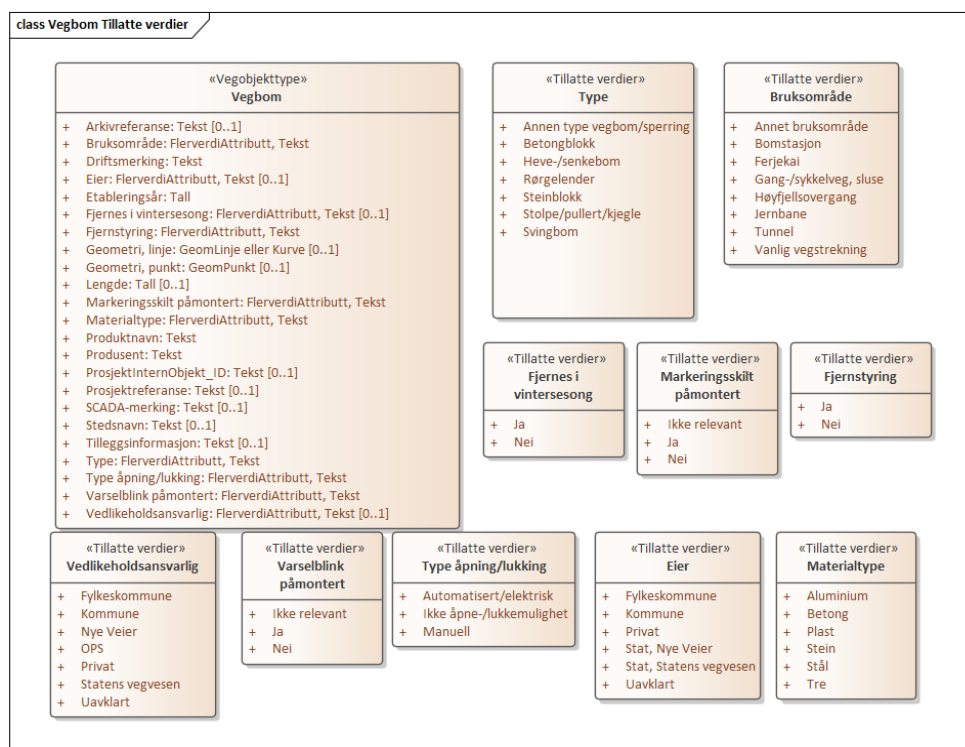 class Vegbom Tillatte verdier
«Vegobjekttype»
Vegbom
+ Arkivreferanse: Tekst [0..1]
+ Bruksområde: FlerverdiAttributt, Tekst
+ Driftsmerking: Tekst
+ Eier: FlerverdiAttributt, Tekst [0..1]
+ Etableringsår: Tall
+ Fjernes i vintersesong: FlerverdiAttributt, Tekst [0..1]
+ Fjernstyring: FlerverdiAttributt, Tekst
+ Geometri, linje: GeomLinje eller Kurve [0..1]
+ Geometri, punkt: GeomPunkt [0..1]
+ Lengde: Tall [0..1]
+ Markeringsskilt påmontert: FlerverdiAttributt, Tekst
+ Materialtype: FlerverdiAttributt, Tekst
+ Produktnavn: Tekst
+ Produsent: Tekst
+ ProsjektInternObjekt_ID: Tekst [0..1]
+ Prosjektreferanse: Tekst [0..1]
+ SCADA-merking: Tekst [0..1]
+ Stedsnavn: Tekst [0..1]
+ Tilleggsinformasjon: Tekst [0..1]
+ Type: FlerverdiAttributt, Tekst
+ Type åpning/lukking: FlerverdiAttributt, Tekst
+ Varselblink påmontert: FlerverdiAttributt, Tekst
+ Vedlikeholdsansvarlig: FlerverdiAttributt, Tekst [0..1]
«Tillatte verdier»
Type
+ Annen type vegbom/sperring
+ Betongblokk
+ Heve-/senkebom
+ Rørgelender
+ Steinblokk
+ Stolpe/pullert/kjegle
+ Svingbom
«Tillatte verdier»
Bruksområde
+ Annet bruksområde
+ Bomstasjon
+ Ferjekai
+ Gang-/sykkelveg, sluse
+ Høyfjellsovergang
+ Jernbane
+ Tunnel
+ Vanlig vegstrekning
«Tillatte verdier»
Fjernes i
vintersesong
+ Ja
+ Nei
«Tillatte verdier»
Markeringsskilt
påmontert
+ Ikke relevant
+ Ja
+ Nei
«Tillatte verdier»
Fjernstyring
+ Ja
+ Nei
«Tillatte verdier»
Vedlikeholdsansvarlig
+ Fylkeskommune
+ Kommune
+ Nye Veier
+ OPS
+ Privat
+ Statens vegvesen
+ Uavklart
«Tillatte verdier»
Varselblink
påmontert
+ Ikke relevant
+ Ja
+ Nei
«Tillatte verdier»
Type åpning/lukking
+ Automatisert/elektrisk
+ Ikke åpne-/lukkemulighet
+ Manuell
«Tillatte verdier»
Eier
+ Fylkeskommune
+ Kommune
+ Privat
+ Stat, Nye Veier
+ Stat, Statens vegvesen
+ Uavklart
«Tillatte verdier»
Materialtype
+ Aluminium
+ Betong
+ Plast
+ Stein
+ Stål
+ Tre